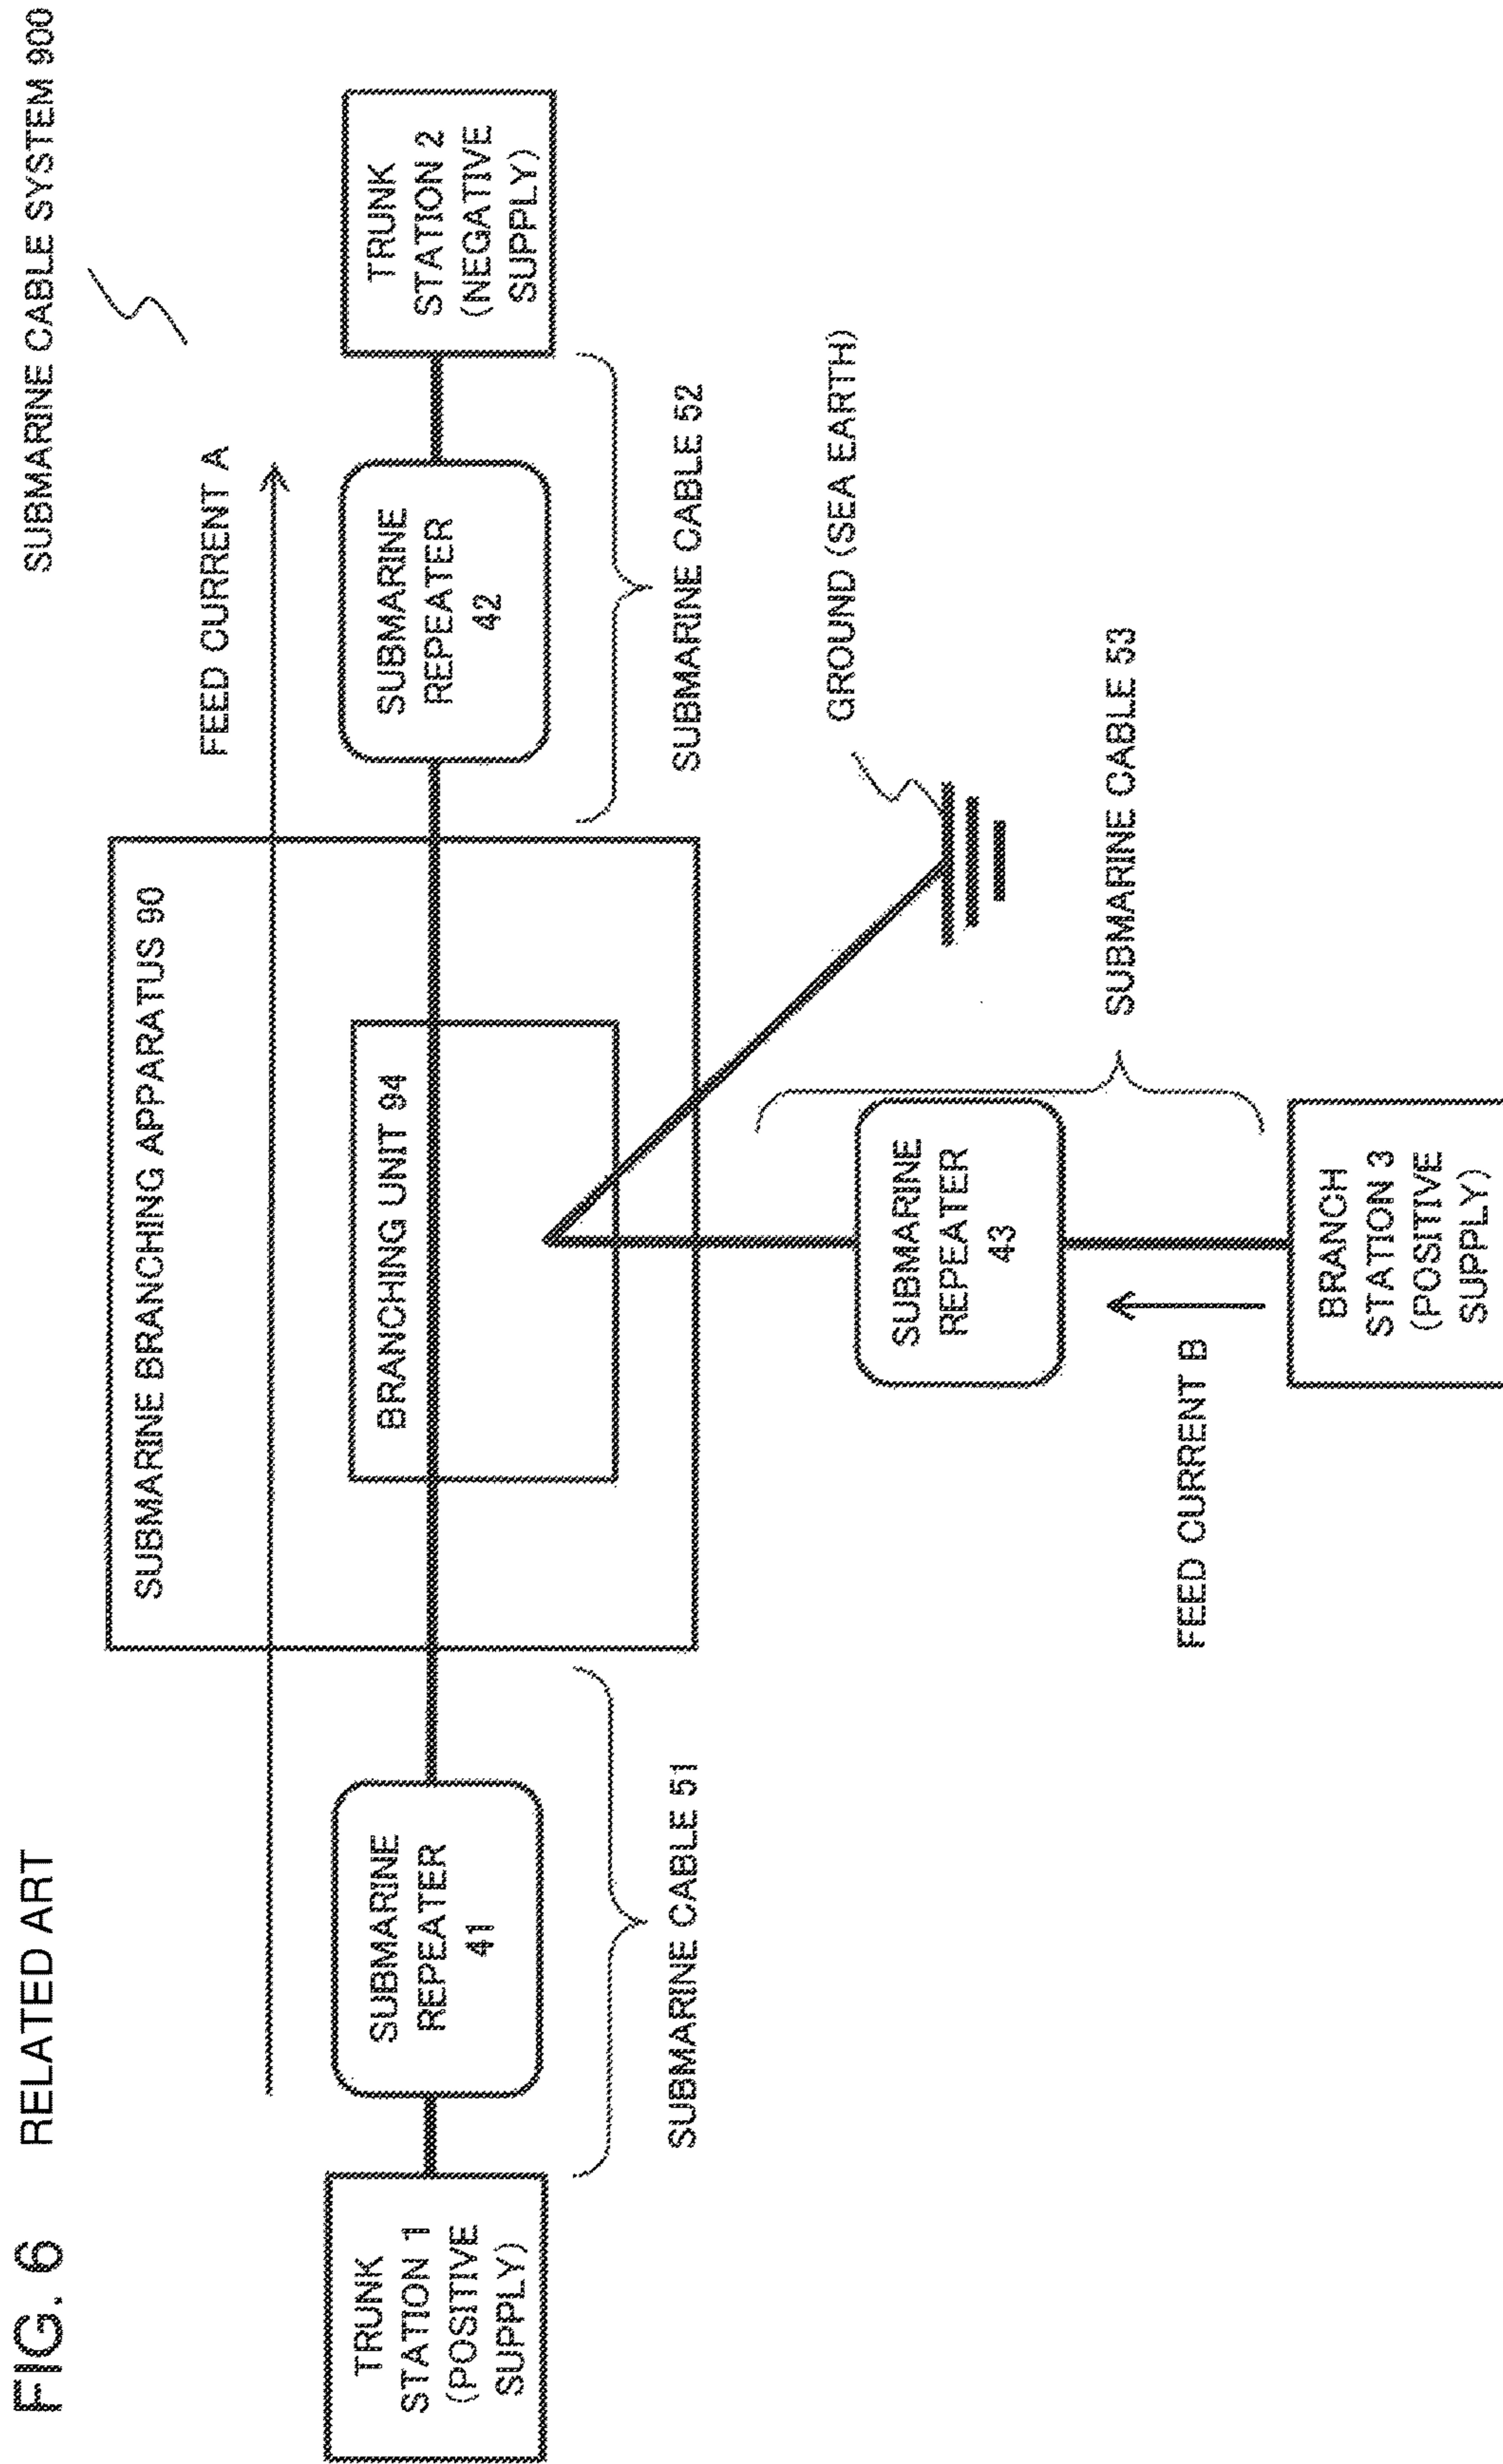 FIG. 6
RELATED ART
SUBMARINE CABLE SYSTEM 900
FEED CURRENT A
SUBMARINE BRANCHING APPARATUS 90
BRANCHING UNIT 94
TRUNK
STATION 1
(POSITIVE
SUPPLY)
SUBMARINE
REPEATER
41
SUBMARINE
REPEATER
42
TRUNK
STATION 2
(NEGATIVE
SUPPLY)
SUBMARINE CABLE 51
SUBMARINE CABLE 52
GROUND (SEA EARTH)
SUBMARINE
REPEATER
43
SUBMARINE CABLE 53
FEED CURRENT B
BRANCH
STATION 3
(POSITIVE
SUPPLY)